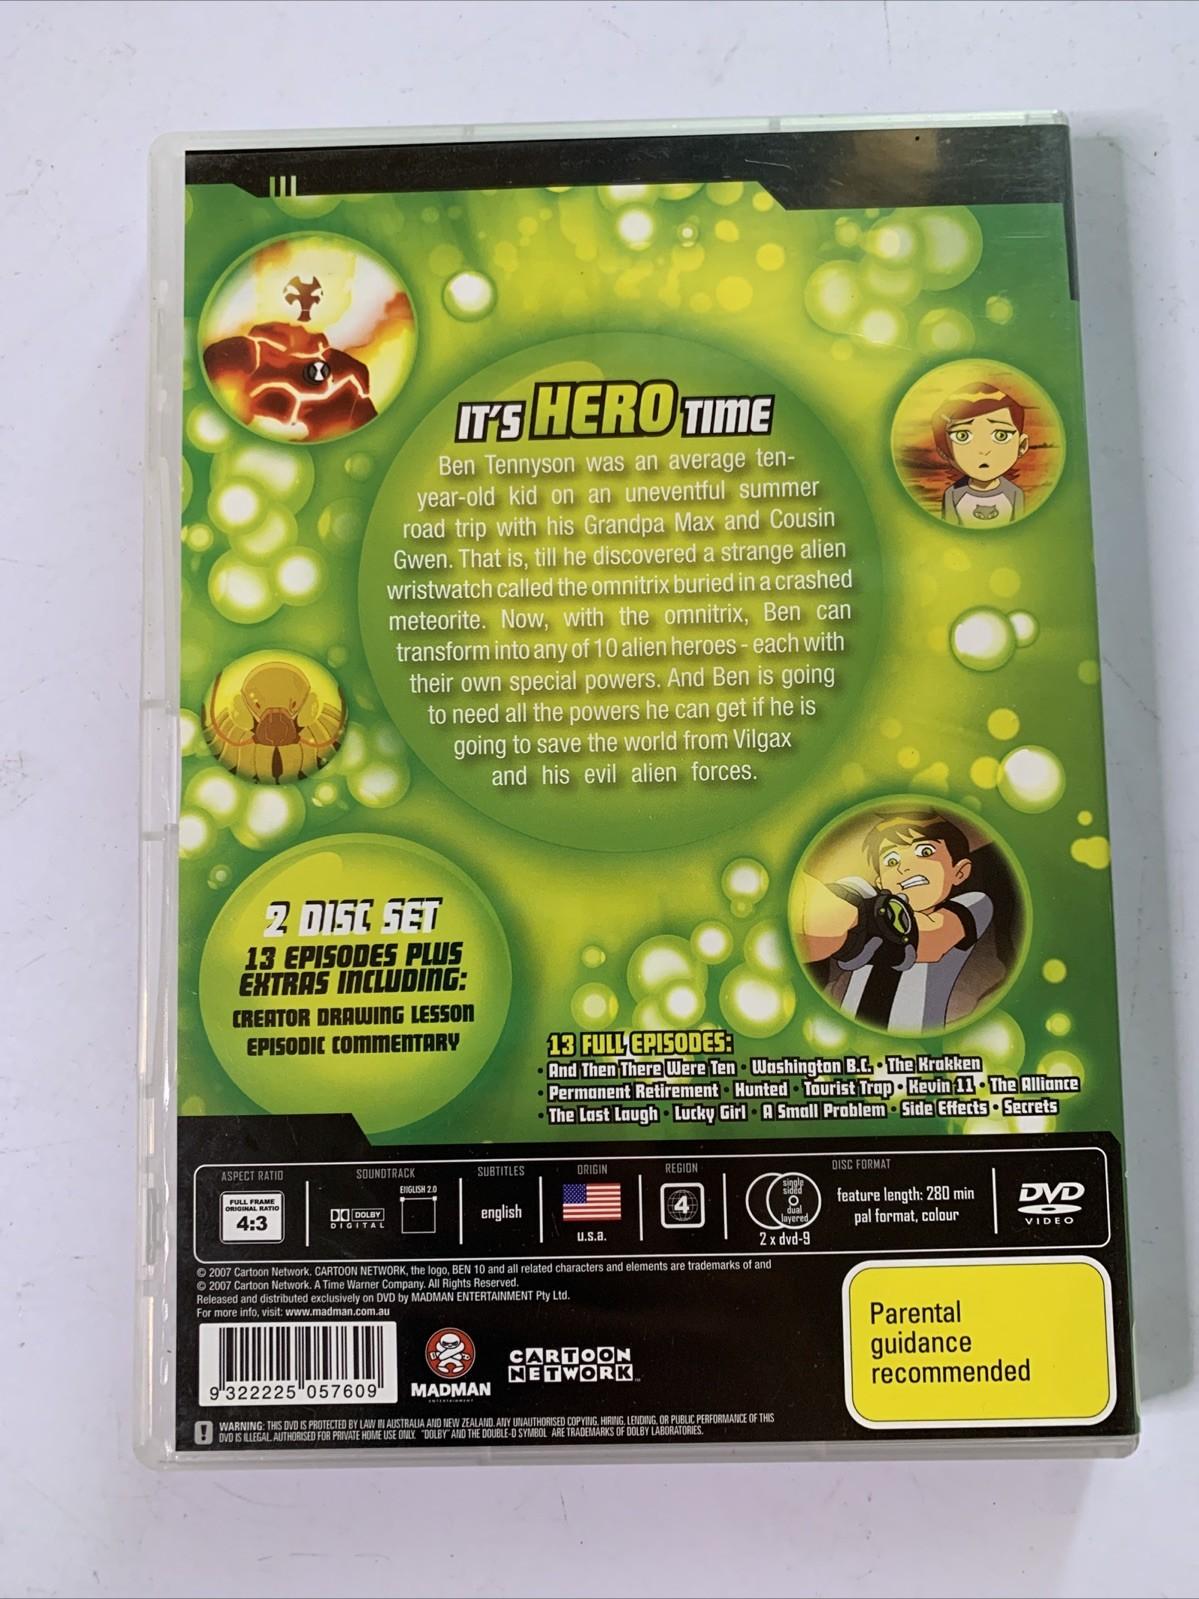 IT'S HERO TIME
Ben Tennyson was an average ten-
year-old kid on an uneventful summer
road trip with his Grandpa Max and Cousin
Gwen. That is, till he discovered a strange alien
wristwatch called the omnitrix buried in a crashed
meteorite. Now, with the omnitrix, Ben can
transform into any of 10 alien heroes - each with
their own special powers. And Ben is going
to need all the powers he can get if he is
going to save the world from Vilgax
and his evil alien forces.
2 DISC SET
13 EPISODES PLUS
EXTRAS INCLUDING:
CREATOR DRAWING LESSON
EPISODIC COMMENTARY
13 FULL EPISODES:
• And Then There Were Ten • Washington B.C. • The Krakken
• Permanent Retirement • Hunted • Tourist Trap • Kevin 11 • The Alliance
• The Last Laugh • Lucky Girl • A Small Problem • Side Effects • Secrets
ASPECT RATIO
FULL FRAME
ORIGINAL RATIO
4:3
SOUNDTRACK
DOLBY
DIGITAL
ENGLISH 2.0
SUBTITLES
english
ORIGIN
u.s.a.
REGION
4
DISC FORMAT
single
sided
dual
layered
2 x dvd-9
feature length: 280 min
pal format, colour
DVD
VIDEO
© 2007 Cartoon Network. CARTOON NETWORK, the logo, BEN 10 and all related characters and elements are trademarks of and
© 2007 Cartoon Network. A Time Warner Company. All Rights Reserved.
Released and distributed exclusively on DVD by MADMAN ENTERTAINMENT Pty Ltd.
For more info, visit: www.madman.com.au
9 322225 057609
MADMAN
ENTERTAINMENT
CARTOON
NETWORK
TM
Parental
guidance
recommended
! WARNING: THIS DVD IS PROTECTED BY LAW IN AUSTRALIA AND NEW ZEALAND. ANY UNAUTHORISED COPYING, HIRING, LENDING, OR PUBLIC PERFORMANCE OF THIS
DVD IS ILLEGAL. AUTHORISED FOR PRIVATE HOME USE ONLY. "DOLBY" AND THE DOUBLE-D SYMBOL ARE TRADEMARKS OF DOLBY LABORATORIES.